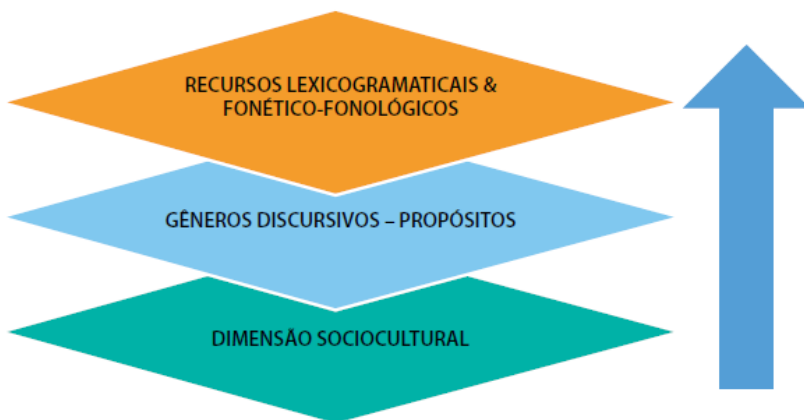 RECURSOS LEXICOGRAMATICAIS &
FONÉTICO-FONOLÓGICOS
GÊNEROS DISCURSIVOS – PROPÓSITOS
DIMENSÃO SOCIOCULTURAL